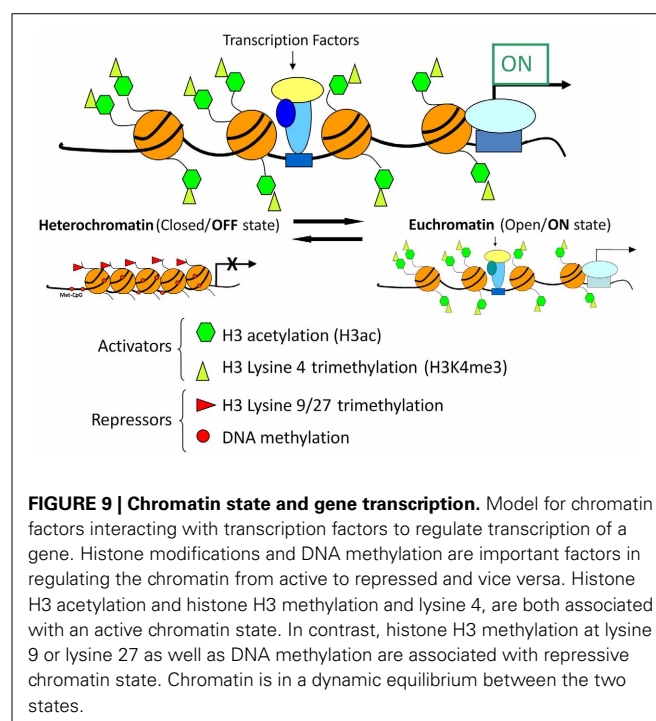 Transcription Factors
ON
Heterochromatin (Closed/OFF state)
Euchromatin (Open/ON state)
X
Met-CpG
Activators
H3 acetylation (H3ac)
H3 Lysine 4 trimethylation (H3K4me3)
Repressors
H3 Lysine 9/27 trimethylation
DNA methylation
FIGURE 9 | Chromatin state and gene transcription. Model for chromatin
factors interacting with transcription factors to regulate transcription of a
gene. Histone modifications and DNA methylation are important factors in
regulating the chromatin from active to repressed and vice versa. Histone
H3 acetylation and histone H3 methylation and lysine 4, are both associated
with an active chromatin state. In contrast, histone H3 methylation at lysine
9 or lysine 27 as well as DNA methylation are associated with repressive
chromatin state. Chromatin is in a dynamic equilibrium between the two
states.